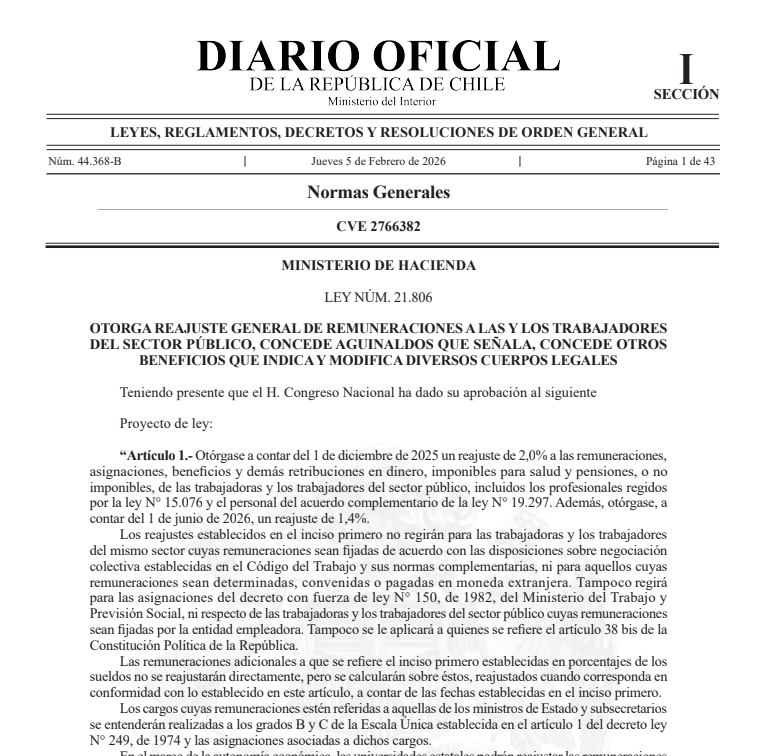 DIARIO OFICIAL
DE LA REPÚBLICA DE CHILE
Ministerio del Interior
I
SECCIÓN
LEYES, REGLAMENTOS, DECRETOS Y RESOLUCIONES DE ORDEN GENERAL
Núm. 44.368-B | Jueves 5 de Febrero de 2026 | Página 1 de 43
Normas Generales
CVE 2766382
MINISTERIO DE HACIENDA
LEY NÚM. 21.806
OTORGA REAJUSTE GENERAL DE REMUNERACIONES A LAS Y LOS TRABAJADORES
DEL SECTOR PÚBLICO, CONCEDE AGUINALDOS QUE SEÑALA, CONCEDE OTROS
BENEFICIOS QUE INDICA Y MODIFICA DIVERSOS CUERPOS LEGALES
Teniendo presente que el H. Congreso Nacional ha dado su aprobación al siguiente
Proyecto de ley:
“Artículo 1.- Otórgase a contar del 1 de diciembre de 2025 un reajuste de 2,0% a las remuneraciones,
asignaciones, beneficios y demás retribuciones en dinero, imponibles para salud y pensiones, o no
imponibles, de las trabajadoras y los trabajadores del sector público, incluidos los profesionales regidos
por la ley N° 15.076 y el personal del acuerdo complementario de la ley N° 19.297. Además, otórgase, a
contar del 1 de junio de 2026, un reajuste de 1,4%.
Los reajustes establecidos en el inciso primero no regirán para las trabajadoras y los trabajadores
del mismo sector cuyas remuneraciones sean fijadas de acuerdo con las disposiciones sobre negociación
colectiva establecidas en el Código del Trabajo y sus normas complementarias, ni para aquellos cuyas
remuneraciones sean determinadas, convenidas o pagadas en moneda extranjera. Tampoco regirá
para las asignaciones del decreto con fuerza de ley N° 150, de 1982, del Ministerio del Trabajo y
Previsión Social, ni respecto de las trabajadoras y los trabajadores del sector público cuyas remuneraciones
sean fijadas por la entidad empleadora. Tampoco se le aplicará a quienes se refiere el artículo 38 bis de la
Constitución Política de la República.
Las remuneraciones adicionales a que se refiere el inciso primero establecidas en porcentajes de los
sueldos no se reajustarán directamente, pero se calcularán sobre éstos, reajustados cuando corresponda en
conformidad con lo establecido en este artículo, a contar de las fechas establecidas en el inciso primero.
Los cargos cuyas remuneraciones estén referidas a aquellas de los ministros de Estado y subsecretarios
se entenderán realizadas a los grados B y C de la Escala Única establecida en el artículo 1 del decreto ley
N° 249, de 1974 y las asignaciones asociadas a dichos cargos.
En el marco de la autonomía económica, las universidades estatales podrán reajustar las remuneraciones